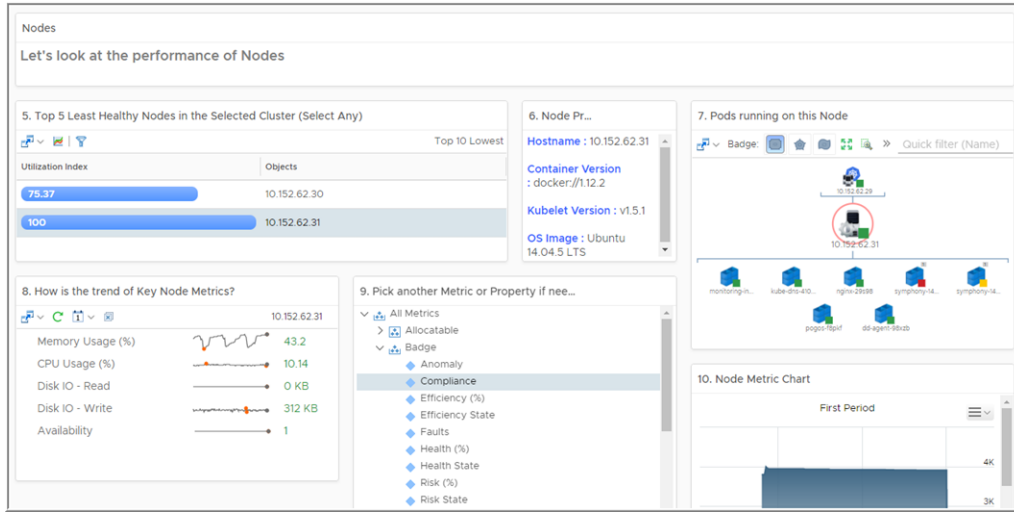 Nodes
Let's look at the performance of Nodes
5. Top 5 Least Healthy Nodes in the Selected Cluster (Select Any)
Top 10 Lowest
Utilization Index
Objects
75.37
10.152.62.30
100
10.152.62.31
6. Node Pr...
Hostname : 10.152.62.31
Container Version
: docker://1.12.2
Kubelet Version : v1.5.1
OS Image : Ubuntu
14.04.5 LTS
7. Pods running on this Node
Badge:
Quick filter (Name)
10.152.62.29
10.152.62.31
monitoring-in...
kube-dns-410...
nginx-29s98
symphony-14...
symphony-14...
dd-agent-98xzb
8. How is the trend of Key Node Metrics?
10.152.62.31
Memory Usage (%)
43.2
CPU Usage (%)
10.14
Disk IO - Read
0 KB
Disk IO - Write
312 KB
Availability
1
9. Pick another Metric or Property if nee...
All Metrics
Allocatable
Badge
Anomaly
Compliance
Efficiency (%)
Efficiency State
Faults
Health (%)
Health State
Risk (%)
Risk State
10. Node Metric Chart
First Period
4K
3K